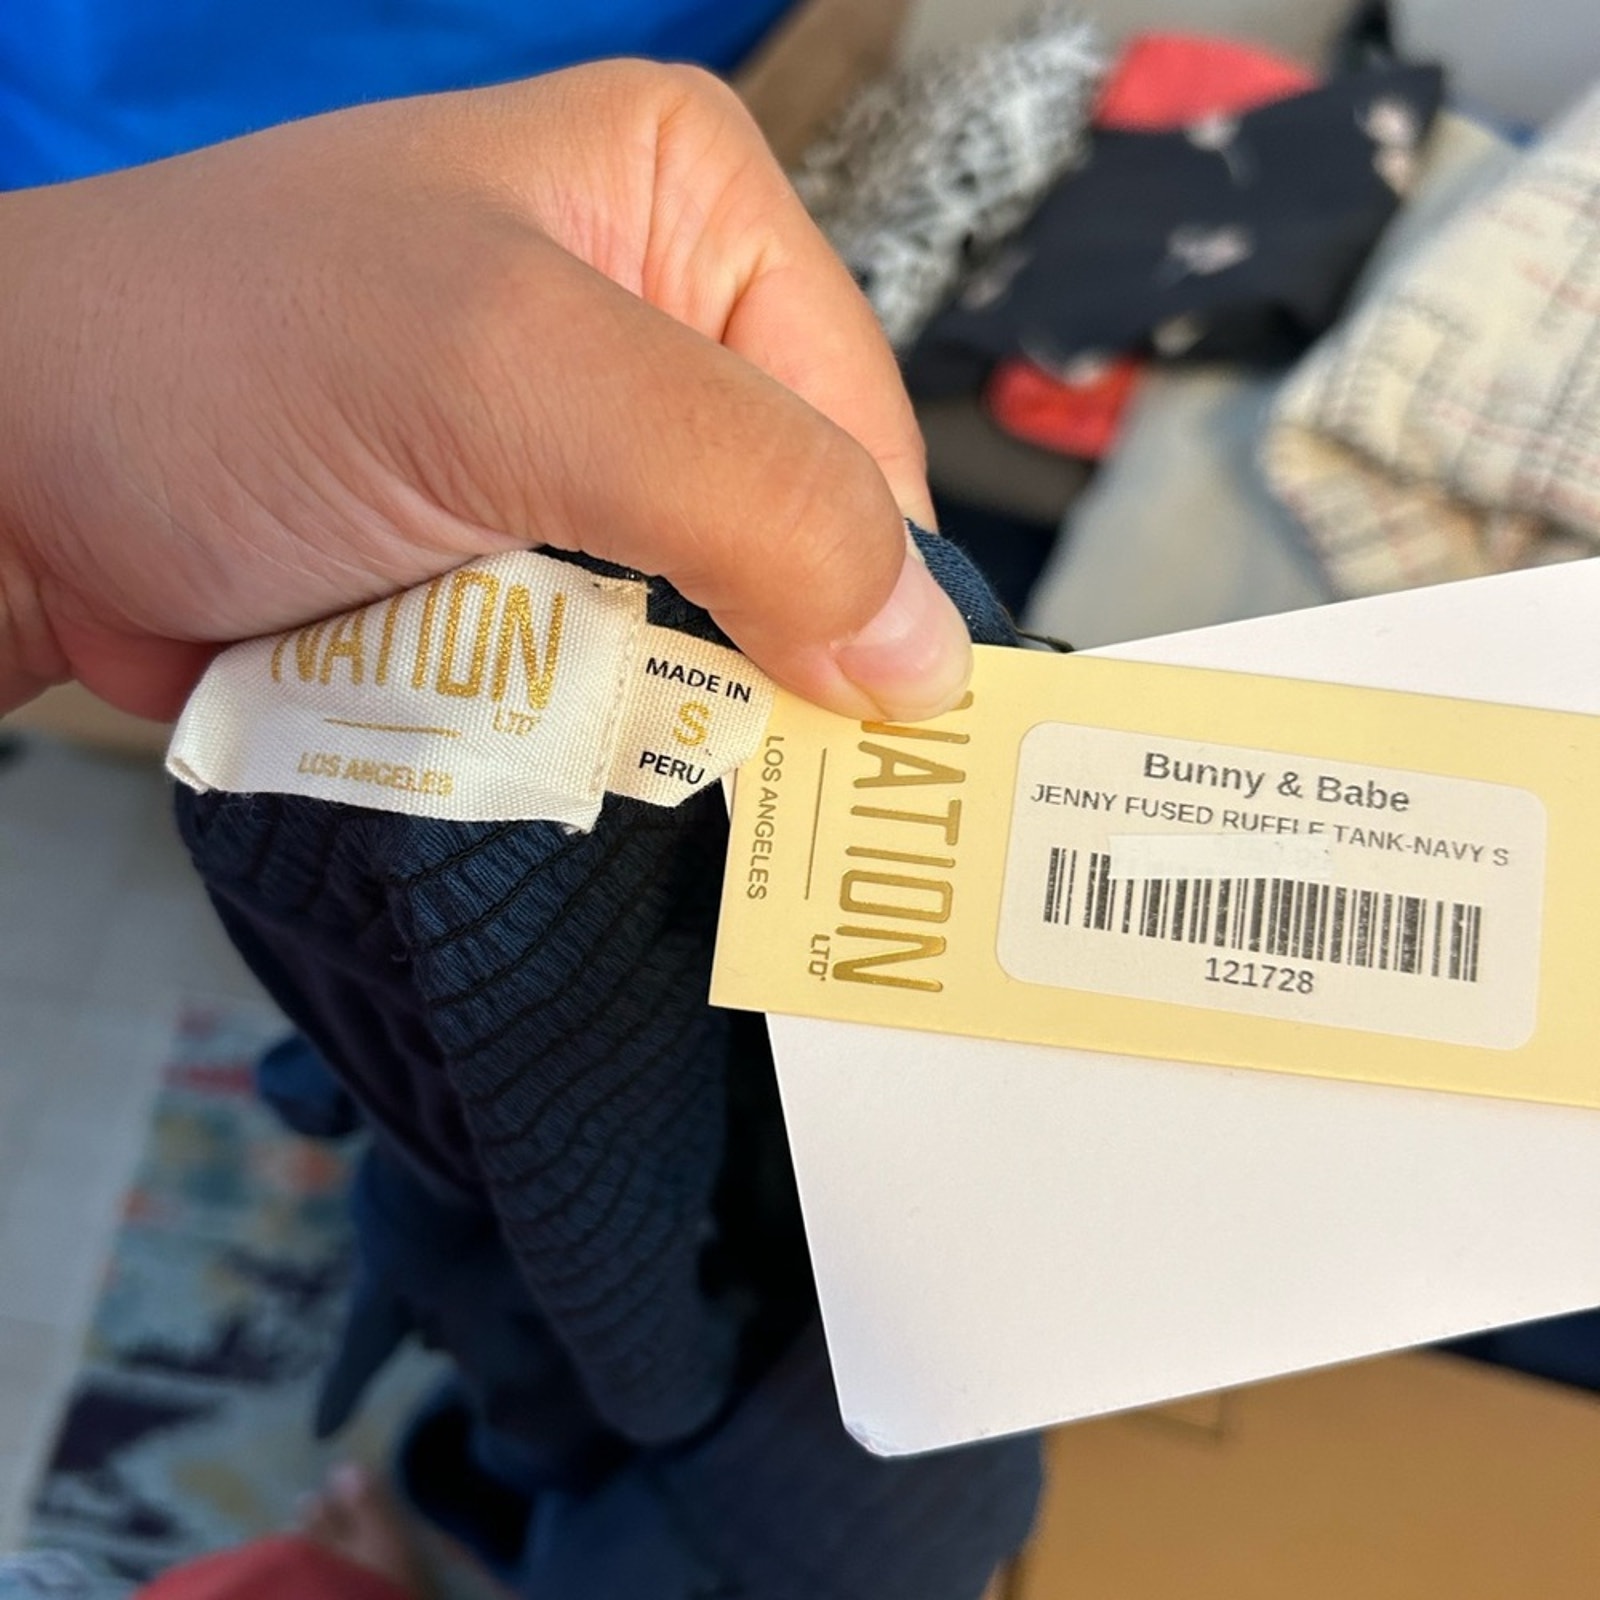 NATION
LTD
LOS ANGELES
MADE IN
S
PERU
NATION
LTD
LOS ANGELES
Bunny & Babe
JENNY FUSED RUFFLE TANK-NAVY S
121728